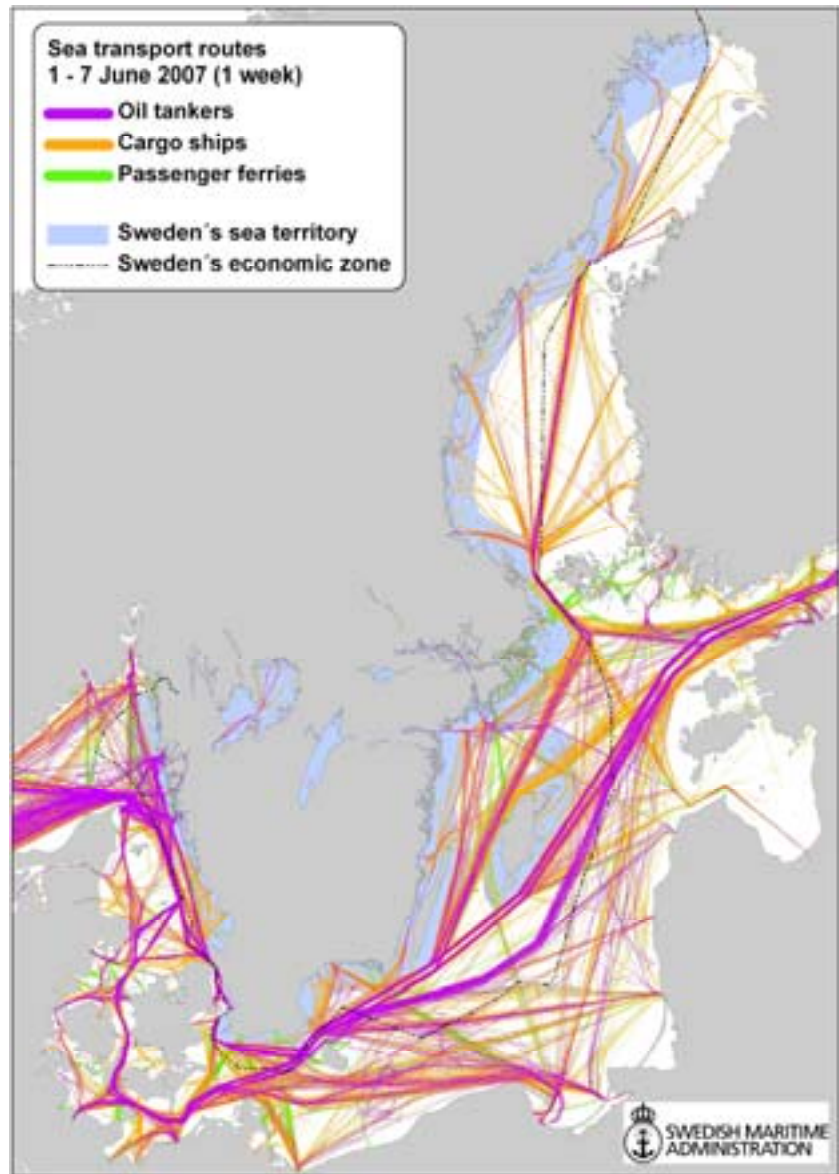 Sea transport routes
1 - 7 June 2007 (1 week)
Oil tankers
Cargo ships
Passenger ferries
Sweden´s sea territory
Sweden´s economic zone
SWEDISH MARITIME
ADMINISTRATION